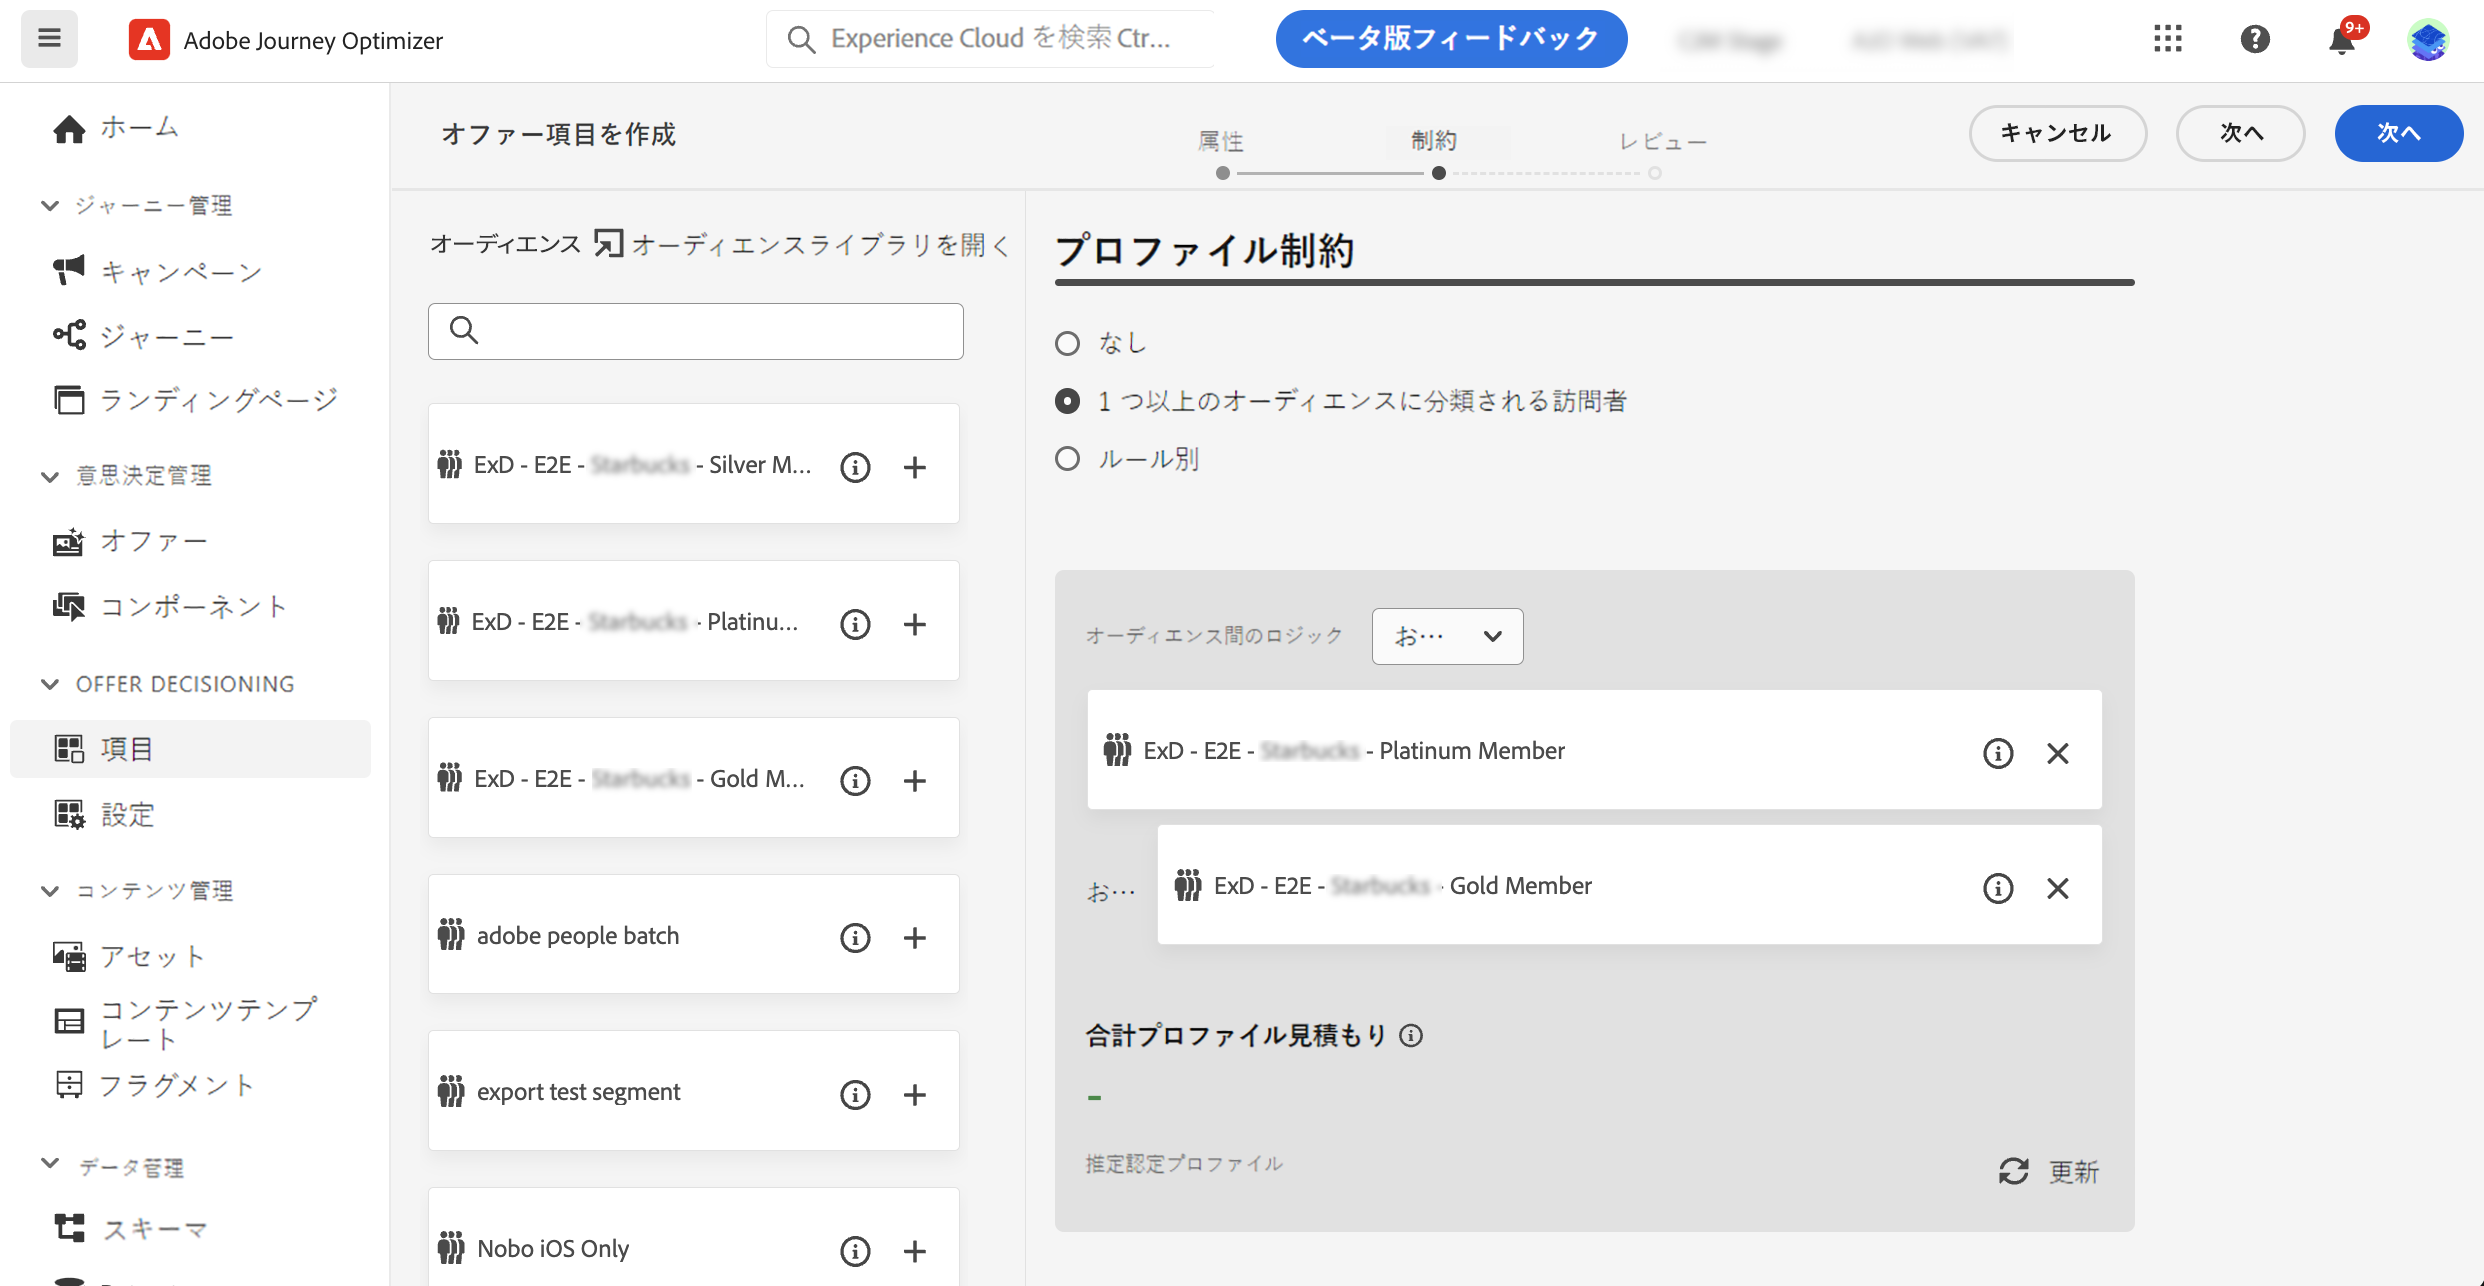 Adobe Journey Optimizer
Experience Cloud を検索 Ctr...
ベータ版フィードバック
9+
ホーム
ジャーニー管理
キャンペーン
ジャーニー
ランディングページ
意思決定管理
オファー
コンポーネント
OFFER DECISIONING
項目
設定
コンテンツ管理
アセット
コンテンツテンプ
レート
フラグメント
データ管理
スキーマ
オファー項目を作成
属性
制約
レビュー
キャンセル
次へ
次へ
オーディエンス
オーディエンスライブラリを開く
ExD - E2E - Starbucks - Silver M...
ExD - E2E - Starbucks - Platinu...
ExD - E2E - Starbucks - Gold M...
adobe people batch
export test segment
Nobo iOS Only
プロファイル制約
なし
1 つ以上のオーディエンスに分類される訪問者
ルール別
オーディエンス間のロジック
お…
ExD - E2E - Starbucks - Platinum Member
お…
ExD - E2E - Starbucks - Gold Member
合計プロファイル見積もり
-
推定認定プロファイル
更新